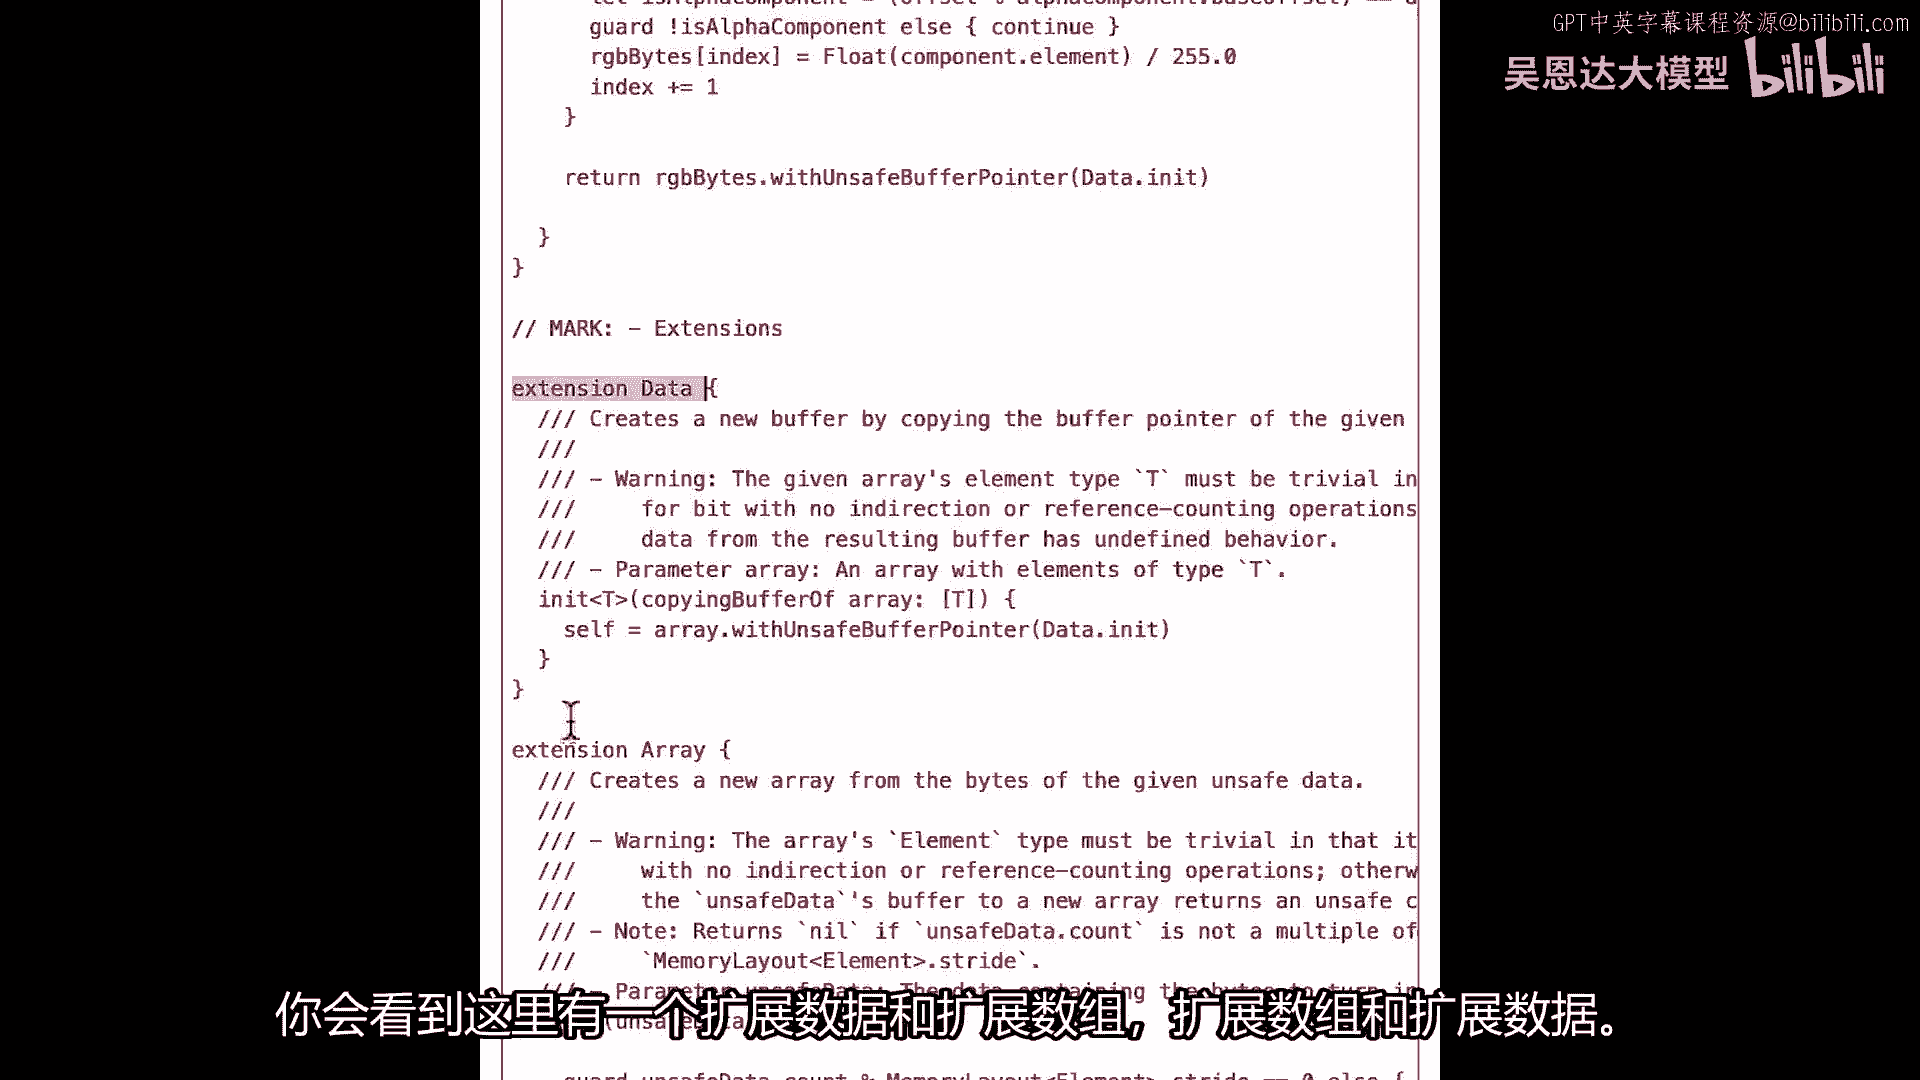 GPT中英字幕课程资源@bilibili.com
吴恩达大模型 bilibili
guard !isAlphaComponent else { continue }
rgbBytes[index] = Float(component.element) / 255.0
index += 1
}
return rgbBytes.withUnsafeBufferPointer(Data.init)
}
}
// MARK: - Extensions
extension Data {
/// Creates a new buffer by copying the buffer pointer of the given
///
/// - Warning: The given array's element type `T` must be trivial in
/// for bit with no indirection or reference-counting operations
/// data from the resulting buffer has undefined behavior.
/// - Parameter array: An array with elements of type `T`.
init<T>(copyingBufferOf array: [T]) {
self = array.withUnsafeBufferPointer(Data.init)
}
}
extension Array {
/// Creates a new array from the bytes of the given unsafe data.
///
/// - Warning: The array's `Element` type must be trivial in that it
/// with no indirection or reference-counting operations; otherw
/// the `unsafeData`'s buffer to a new array returns an unsafe c
/// - Note: Returns `nil` if `unsafeData.count` is not a multiple of
/// `MemoryLayout<Element>.stride`.
你会看到这里有一个扩展数据和扩展数组，扩展数组和扩展数据。